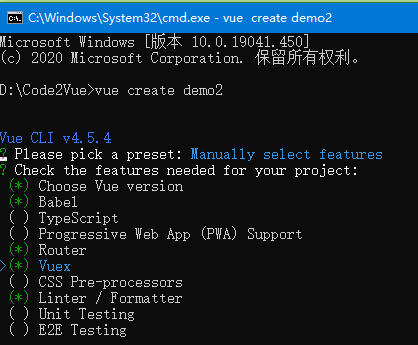 C:\Windows\System32\cmd.exe - vue create demo2
Microsoft Windows [版本 10.0.19041.450]
(c) 2020 Microsoft Corporation. 保留所有权利。
D:\Code2Vue>vue create demo2
Vue CLI v4.5.4
? Please pick a preset: Manually select features
? Check the features needed for your project:
(*) Choose Vue version
(*) Babel
( ) TypeScript
( ) Progressive Web App (PWA) Support
(*) Router
>(*) Vuex
( ) CSS Pre-processors
(*) Linter / Formatter
( ) Unit Testing
( ) E2E Testing